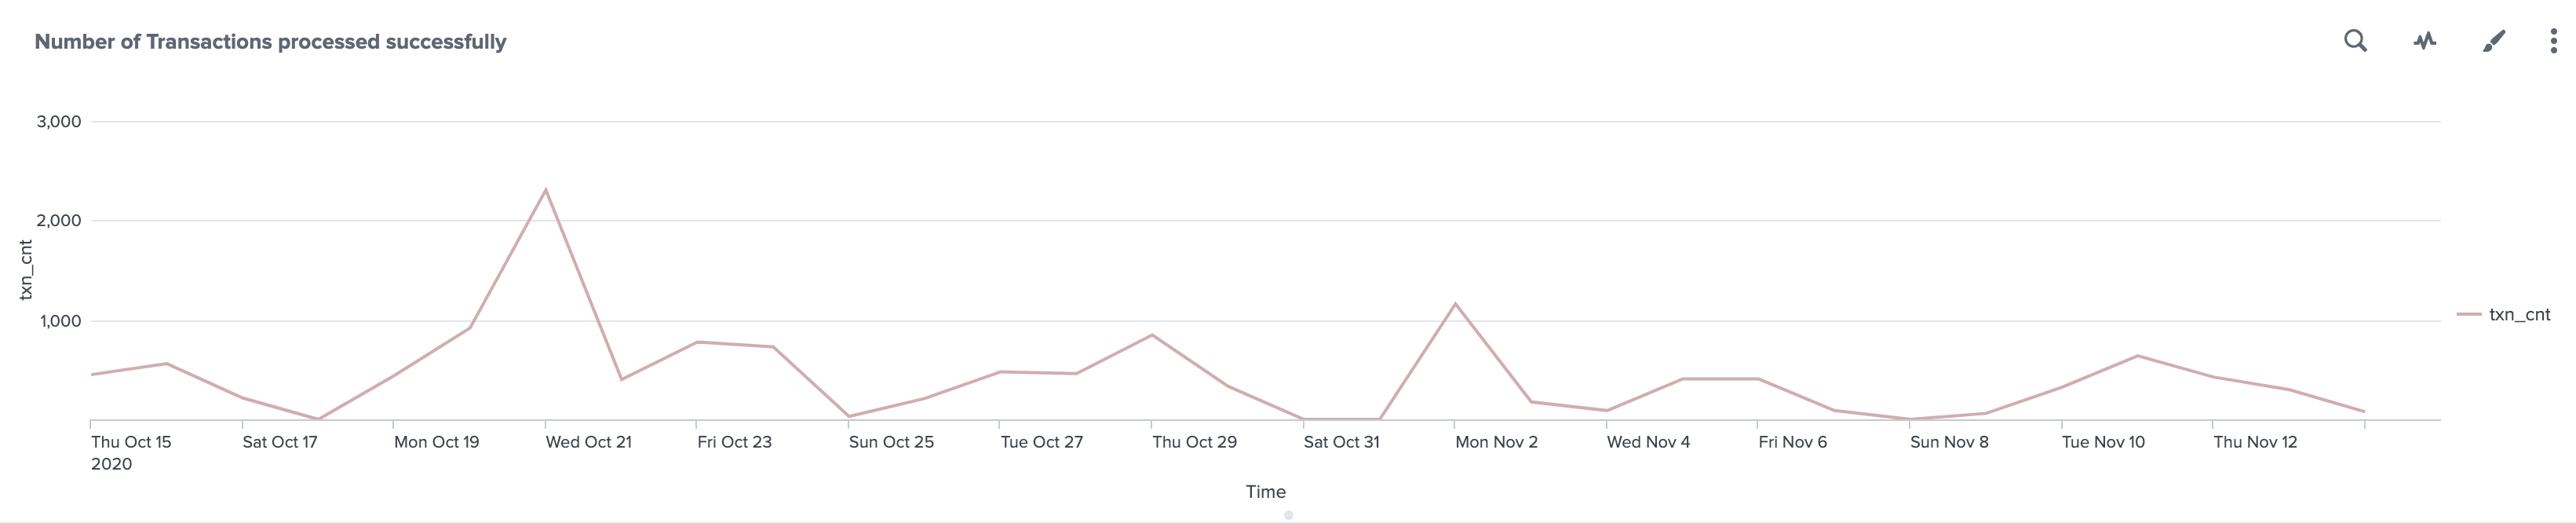 Number of Transactions processed successfully
3,000
2,000
1,000
txn_cnt
txn_cnt
Thu Oct 15 Sat Oct 17 Mon Oct 19 Wed Oct 21 Fri Oct 23 Sun Oct 25 Tue Oct 27 Thu Oct 29 Sat Oct 31 Mon Nov 2 Wed Nov 4 Fri Nov 6 Sun Nov 8 Tue Nov 10 Thu Nov 12
2020
Time